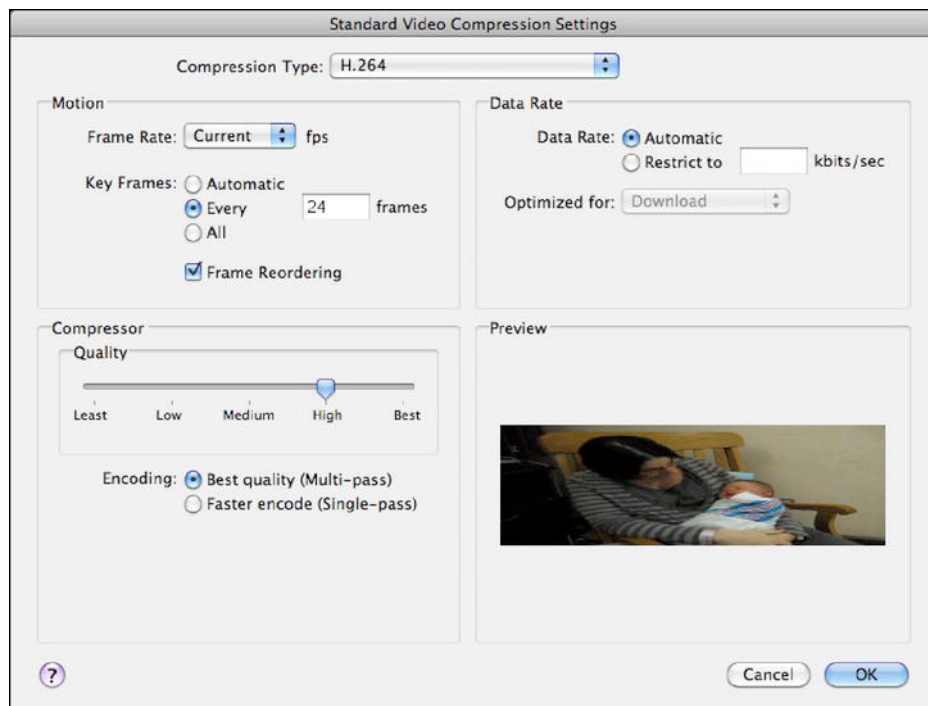 Standard Video Compression Settings
Compression Type: H.264
Motion
Frame Rate: Current fps
Key Frames: Automatic
Every 24 frames
All
Frame Reordering
Data Rate
Data Rate: Automatic
Restrict to kbits/sec
Optimized for: Download
Compressor
Quality
Least Low Medium High Best
Encoding: Best quality (Multi-pass)
Faster encode (Single-pass)
Preview
?
Cancel OK